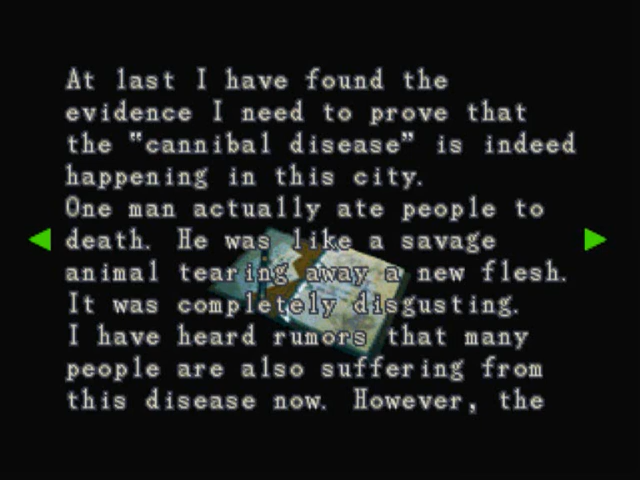 At last I have found the
evidence I need to prove that
the "cannibal disease" is indeed
happening in this city.
One man actually ate people to
death. He was like a savage
animal tearing away a new flesh.
It was completely disgusting.
I have heard rumors that many
people are also suffering from
this disease now. However, the